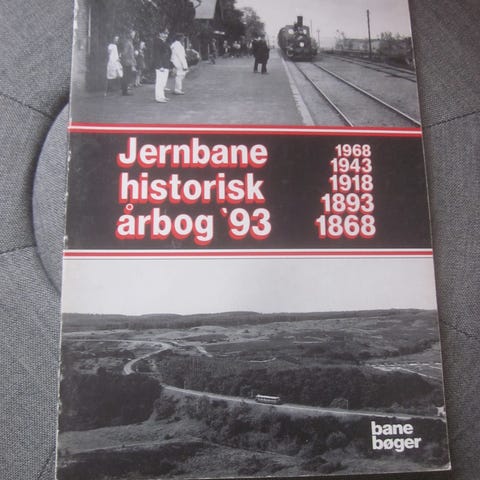 Jernbane
historisk
årbog '93
1968
1943
1918
1893
1868
bane
bøger